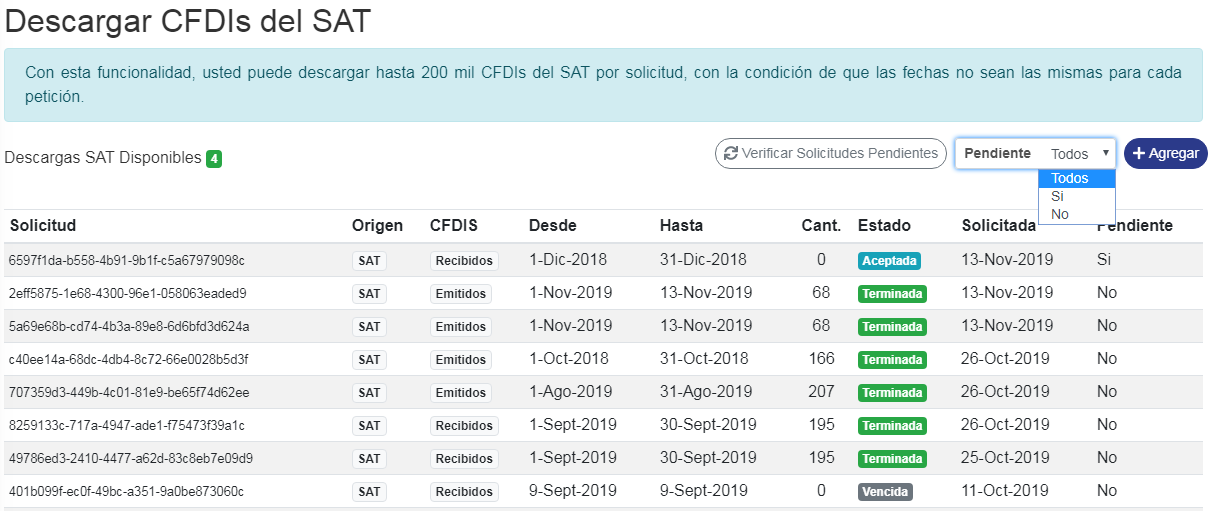 Descargar CFDIs del SAT
Con esta funcionalidad, usted puede descargar hasta 200 mil CFDIs del SAT por solicitud, con la condición de que las fechas no sean las mismas para cada
petición.
Descargas SAT Disponibles 4 Verificar Solicitudes Pendientes Pendiente Todos Agregar
Todos
Si
No
Solicitud Origen CFDIS Desde Hasta Cant. Estado Solicitada Pendiente
6597f1da-b558-4b91-9b1f-c5a67979098c SAT Recibidos 1-Dic-2018 31-Dic-2018 0 Aceptada 13-Nov-2019 Si
2eff5875-1e68-4300-96e1-058063eaded9 SAT Emitidos 1-Nov-2019 13-Nov-2019 68 Terminada 13-Nov-2019 No
5a69e68b-cd74-4b3a-89e8-6d6bfd3d624a SAT Emitidos 1-Nov-2019 13-Nov-2019 68 Terminada 13-Nov-2019 No
c40ee14a-68dc-4db4-8c72-66e0028b5d3f SAT Emitidos 1-Oct-2018 31-Oct-2018 166 Terminada 26-Oct-2019 No
707359d3-449b-4c01-81e9-be65f74d62ee SAT Emitidos 1-Ago-2019 31-Ago-2019 207 Terminada 26-Oct-2019 No
8259133c-717a-4947-ade1-f75473f39a1c SAT Recibidos 1-Sept-2019 30-Sept-2019 195 Terminada 26-Oct-2019 No
49786ed3-2410-4477-a62d-83c8eb7e09d9 SAT Recibidos 1-Sept-2019 30-Sept-2019 195 Terminada 25-Oct-2019 No
401b099f-ec0f-49bc-a351-9a0be873060c SAT Recibidos 9-Sept-2019 9-Sept-2019 0 Vencida 11-Oct-2019 No